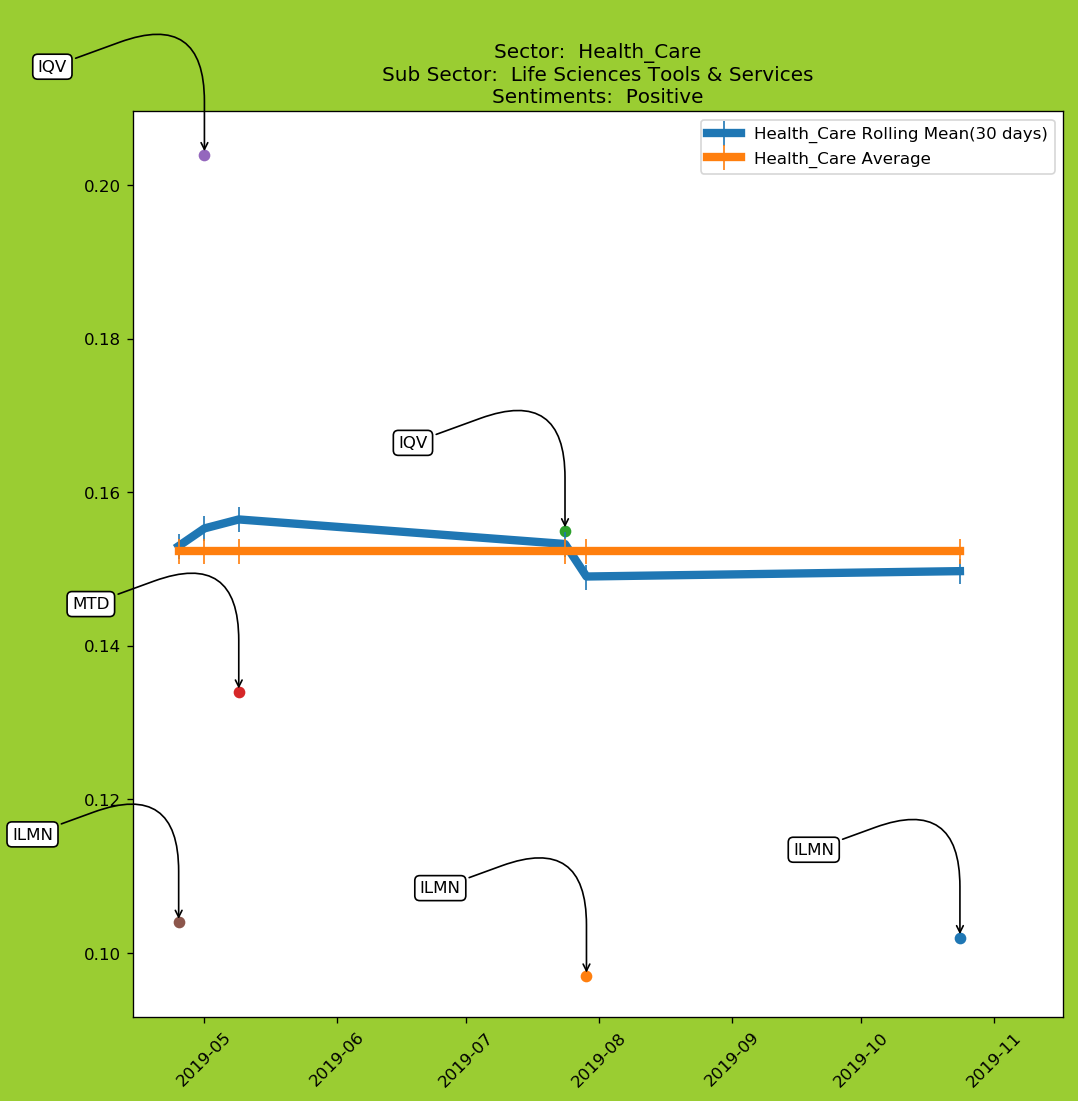 IQV
Sector:  Health_Care
Sub Sector:  Life Sciences Tools & Services
Sentiments:  Positive
Health_Care Rolling Mean(30 days)
Health_Care Average
0.20
0.18
IQV
0.16
MTD
0.14
0.12
ILMN
ILMN
ILMN
0.10
2019-05
2019-06
2019-07
2019-08
2019-09
2019-10
2019-11